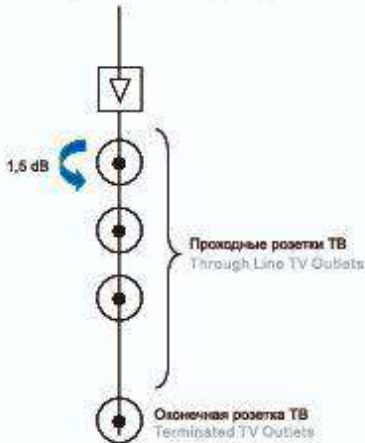 1,5 dB
Проходные розетки ТВ
Through Line TV Outlets
Оконечная розетка ТВ
Terminated TV Outlets